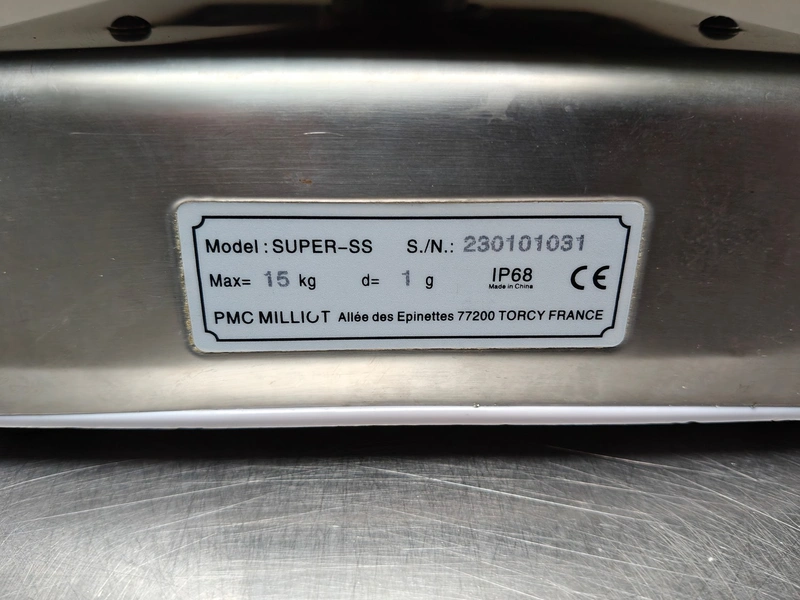 Model : SUPER-SS S./N.: 230101031
Max= 15 kg d= 1 g IP68 CE
Made in China
PMC MILLIOT Allée des Epinettes 77200 TORCY FRANCE